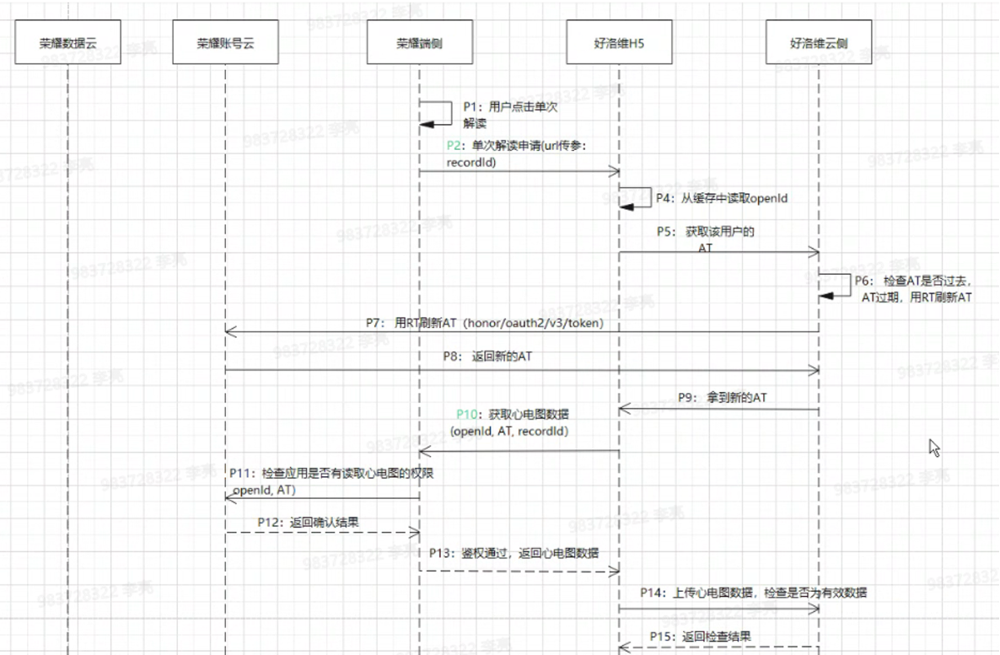 荣耀数据云
荣耀账号云
荣耀端侧
好洛维H5
好洛维云侧
P1：用户点击单次
解读
P2：单次解读申请(url传参：
recordId)
P4：从缓存中读取openId
P5： 获取该用户的
AT
P6： 检查AT是否过去，
AT过期，用RT刷新AT
P7： 用RT刷新AT（honor/oauth2/v3/token）
P8： 返回新的AT
P9： 拿到新的AT
P10：获取心电图数据
(openId, AT, recordId)
P11：检查应用是否有读取心电图的权限
openId, AT)
P12：返回确认结果
P13：鉴权通过，返回心电图数据
P14：上传心电图数据，检查是否为有效数据
P15：返回检查结果
983728322 李亮